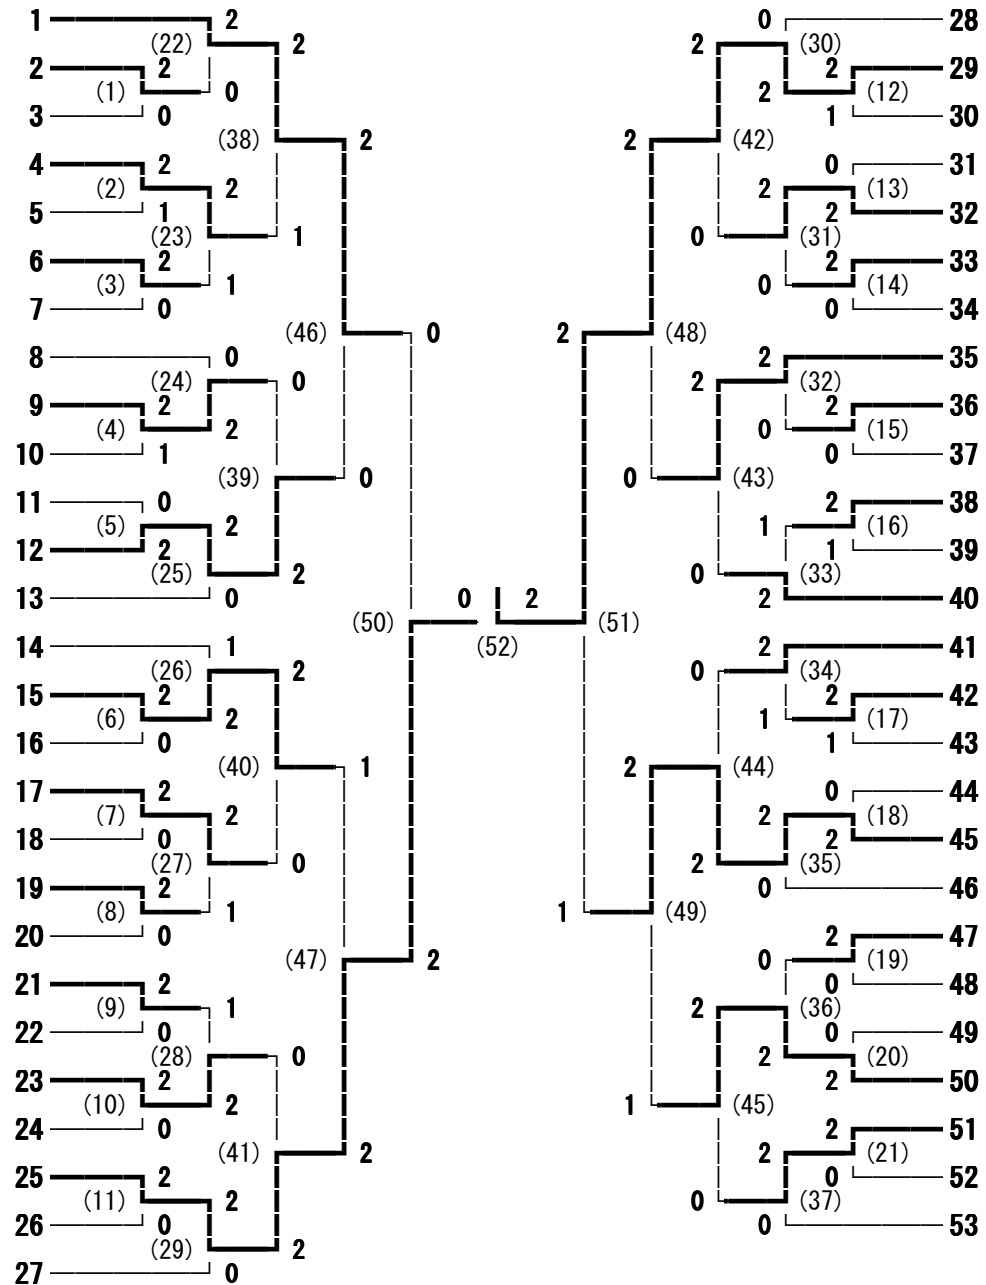 1 2 0 28
(22) 2 2 (30)
2 2 2 29
(1) 0 2 (12)
3 0 1 30
(38) 2 2 (42)
4 2 0 31
(2) 2 2 (13)
5 1 2 32
(23) 1 0 (31)
6 2 2 33
(3) 1 0 (14)
7 0 0 34
(46) 0 2 (48)
8 0 2 35
(24) 0 2 (32)
9 2 2 36
(4) 2 0 (15)
10 1 0 37
(39) 0 0 (43)
11 0 2 38
(5) 2 1 (16)
12 2 1 39
(25) 2 0 (33)
13 0 0 2 2 40
(50) (52) (51)
14 1 2 41
(26) 2 0 (34)
15 2 2 42
(6) 2 1 (17)
16 0 1 43
(40) 1 2 (44)
17 2 0 44
(7) 2 2 (18)
18 0 2 45
(27) 0 2 (35)
19 2 0 46
(8) 1 1 (49)
20 0 2 47
(47) 2 0 (19)
21 2 0 48
(9) 1 2 (36)
22 0 0 49
(28) 0 2 (20)
23 2 2 50
(10) 2 1 (45)
24 0 2 51
(41) 2 2 (21)
25 2 0 52
(11) 2 0 (37)
26 0 0 53
(29) 2
27 0